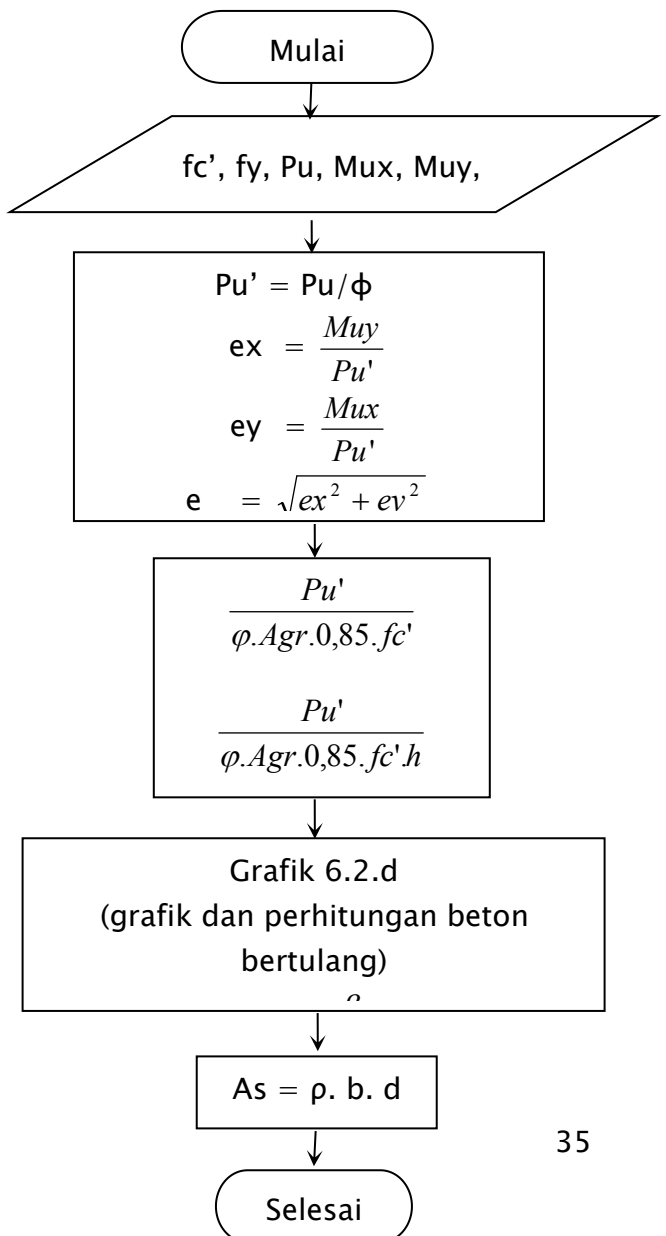 Mulai
fc’, fy, Pu, Mux, Muy,
Pu’ = Pu/ф
ex = Muy / Pu'
ey = Mux / Pu'
e = √ex² + ev²
Pu' / φ.Agr.0,85.fc'
Pu' / φ.Agr.0,85.fc'.h
Grafik 6.2.d
(grafik dan perhitungan beton
bertulang)
As = ρ. b. d
35
Selesai